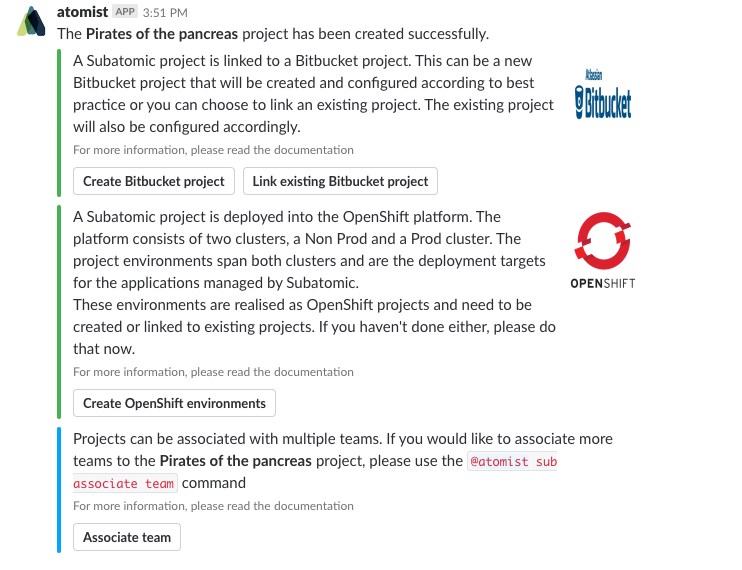 atomist APP 3:51 PM
The Pirates of the pancreas project has been created successfully.
A Subatomic project is linked to a Bitbucket project. This can be a new
Bitbucket project that will be created and configured according to best
practice or you can choose to link an existing project. The existing project
will also be configured accordingly.
For more information, please read the documentation
Atlassian
Bitbucket
Create Bitbucket project Link existing Bitbucket project
A Subatomic project is deployed into the OpenShift platform. The
platform consists of two clusters, a Non Prod and a Prod cluster. The
project environments span both clusters and are the deployment targets
for the applications managed by Subatomic.
These environments are realised as OpenShift projects and need to be
created or linked to existing projects. If you haven't done either, please do
that now.
For more information, please read the documentation
OPENSHIFT
Create OpenShift environments
Projects can be associated with multiple teams. If you would like to associate more
teams to the Pirates of the pancreas project, please use the @atomist sub
associate team command
For more information, please read the documentation
Associate team